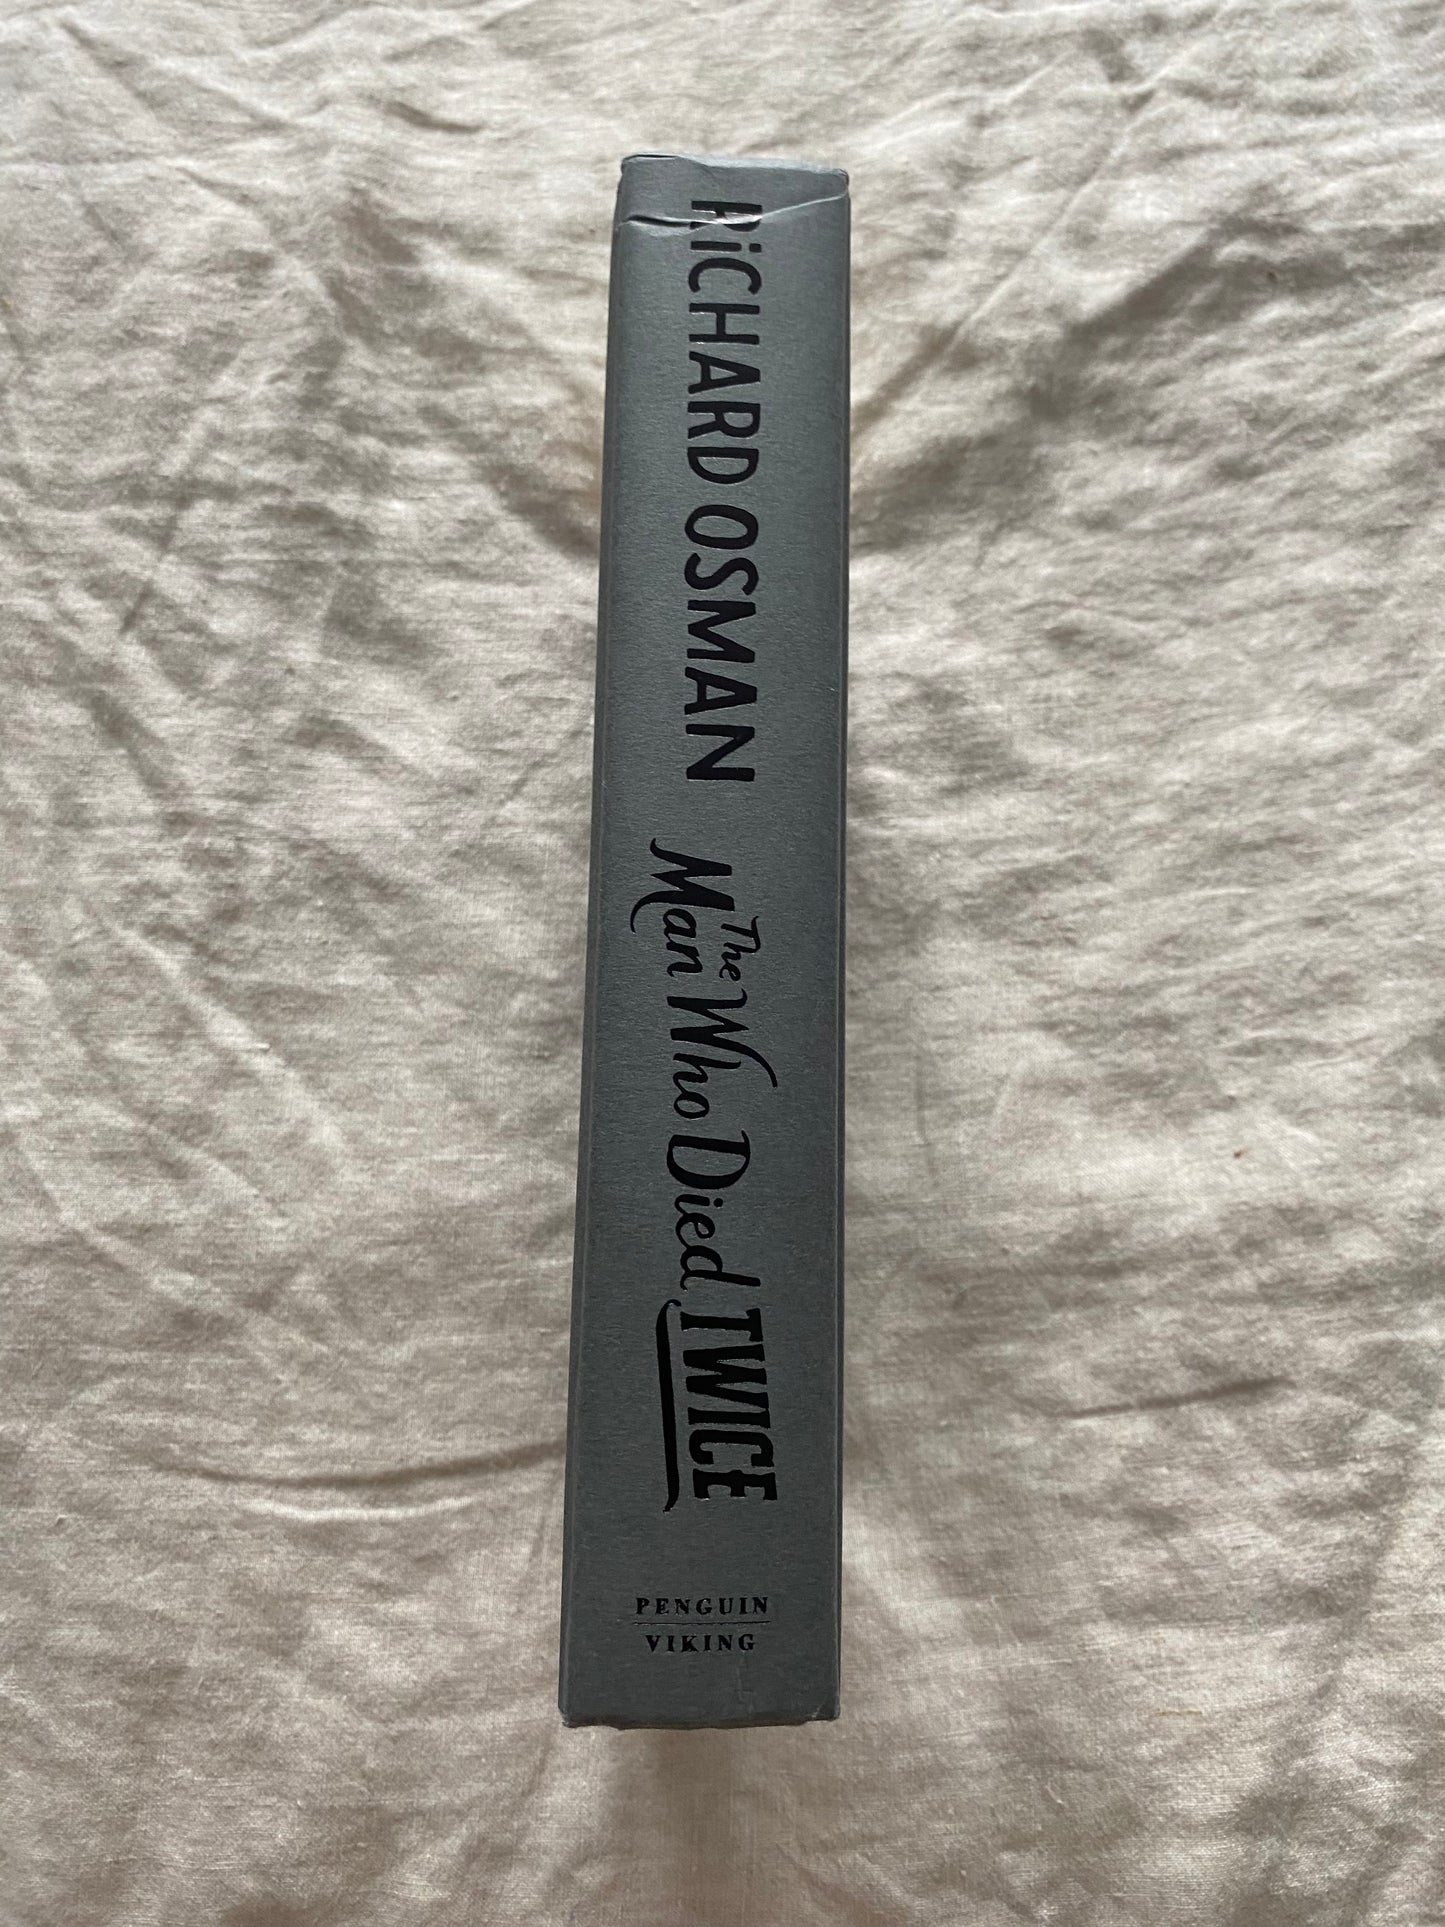 RiCHARD OSMAN
The
Man Who Died TWICE
PENGUIN
VIKING